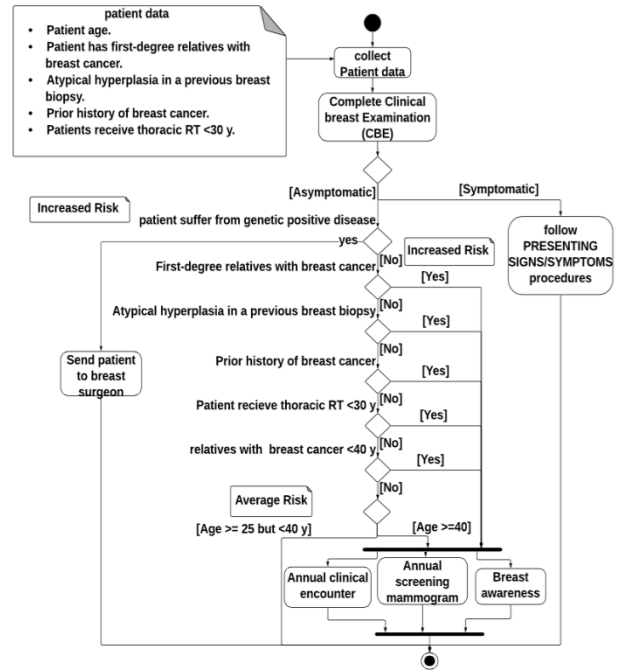 patient data
• Patient age.
• Patient has first-degree relatives with
breast cancer.
• Atypical hyperplasia in a previous breast
biopsy.
• Prior history of breast cancer.
• Patients receive thoracic RT <30 y.
collect
Patient data
Complete Clinical
breast Examination
(CBE)
[Asymptomatic]
[Symptomatic]
Increased Risk
patient suffer from genetic positive disease
yes
follow
PRESENTING
SIGNS/SYMPTOMS
procedures
Increased Risk
[No]
First-degree relatives with breast cancer
[Yes]
[No]
Atypical hyperplasia in a previous breast biopsy
[Yes]
[No]
Send patient
to breast
surgeon
Prior history of breast cancer
[Yes]
[No]
Patient recieve thoracic RT <30 y
[Yes]
[No]
relatives with breast cancer <40 y
[Yes]
[No]
Average Risk
[Age >= 25 but <40 y]
[Age >=40]
Annual clinical
encounter
Annual
screening
mammogram
Breast
awareness